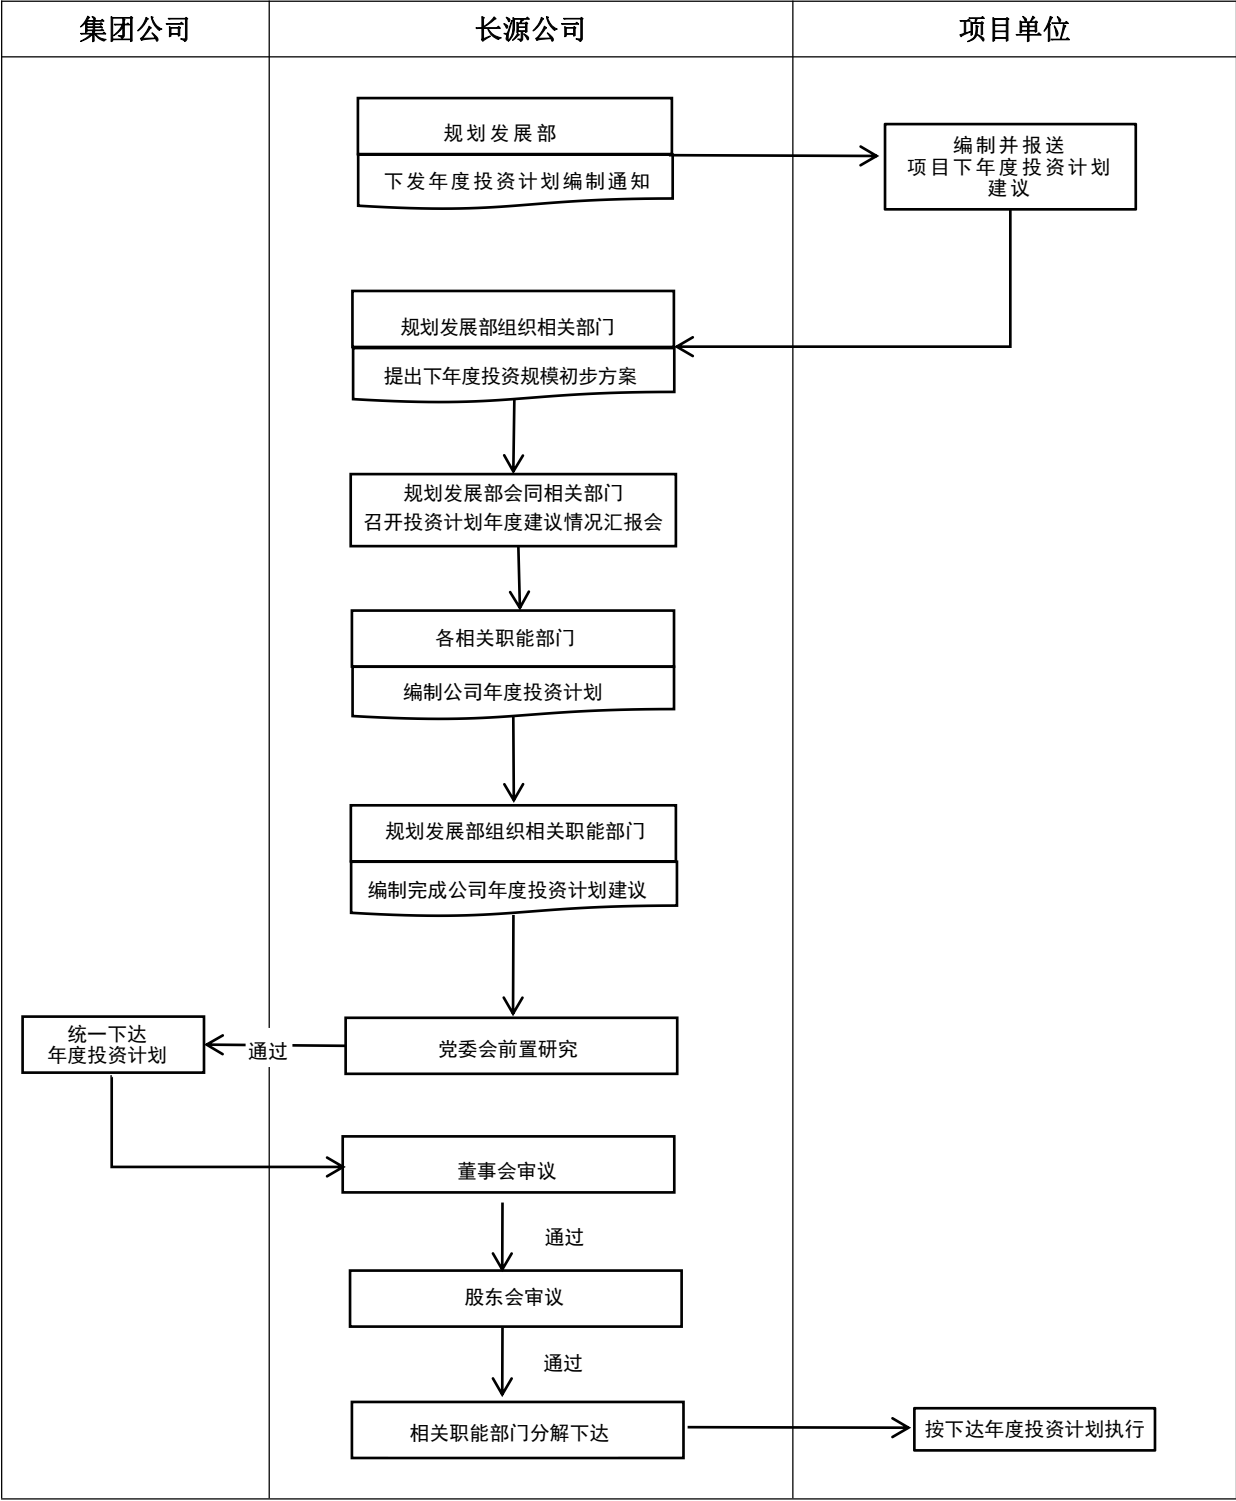 集团公司
长源公司
项目单位
规划发展部
下发年度投资计划编制通知
编制并报送
项目下年度投资计划
建议
规划发展部组织相关部门
提出下年度投资规模初步方案
规划发展部会同相关部门
召开投资计划年度建议情况汇报会
各相关职能部门
编制公司年度投资计划
规划发展部组织相关职能部门
编制完成公司年度投资计划建议
统一下达
年度投资计划
通过
党委会前置研究
董事会审议
通过
股东会审议
通过
相关职能部门分解下达
按下达年度投资计划执行